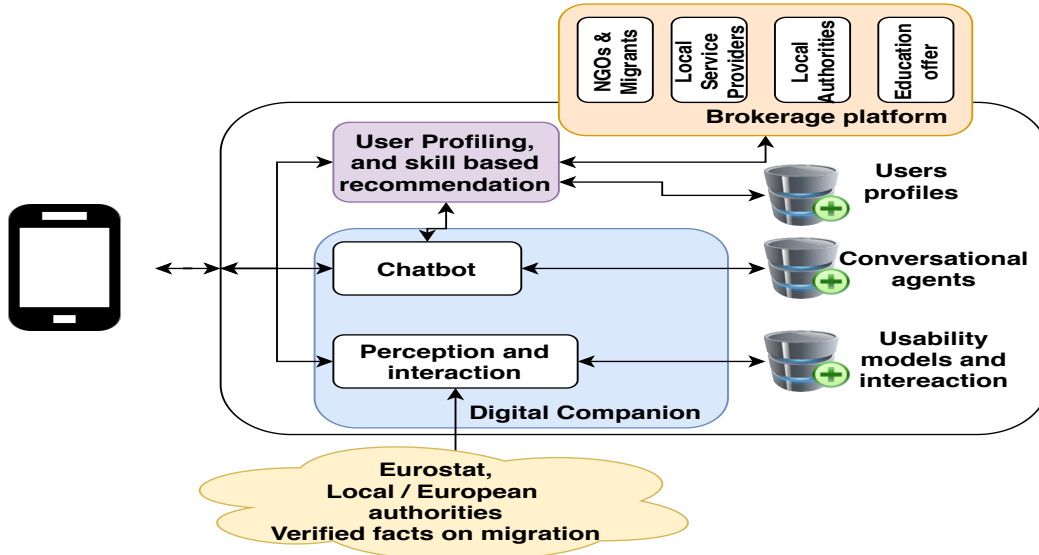 NGOs &
Migrants
Local
Service
Providers
Local
Authorities
Education
offer
Brokerage platform
User Profiling,
and skill based
recommendation
Users
profiles
Chatbot
Conversational
agents
Perception and
interaction
Usability
models and
intereaction
Digital Companion
Eurostat,
Local / European
authorities
Verified facts on migration